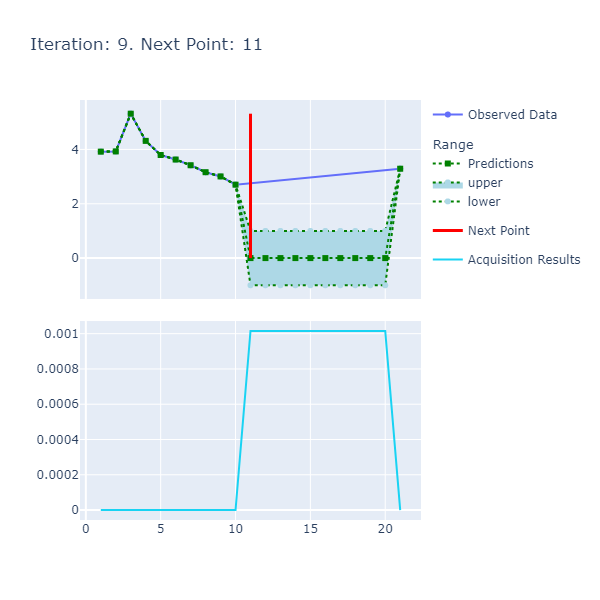 Iteration: 9. Next Point: 11
Observed Data
Range
Predictions
upper
lower
Next Point
Acquisition Results
4
2
0
0.001
0.0008
0.0006
0.0004
0.0002
0
0 5 10 15 20